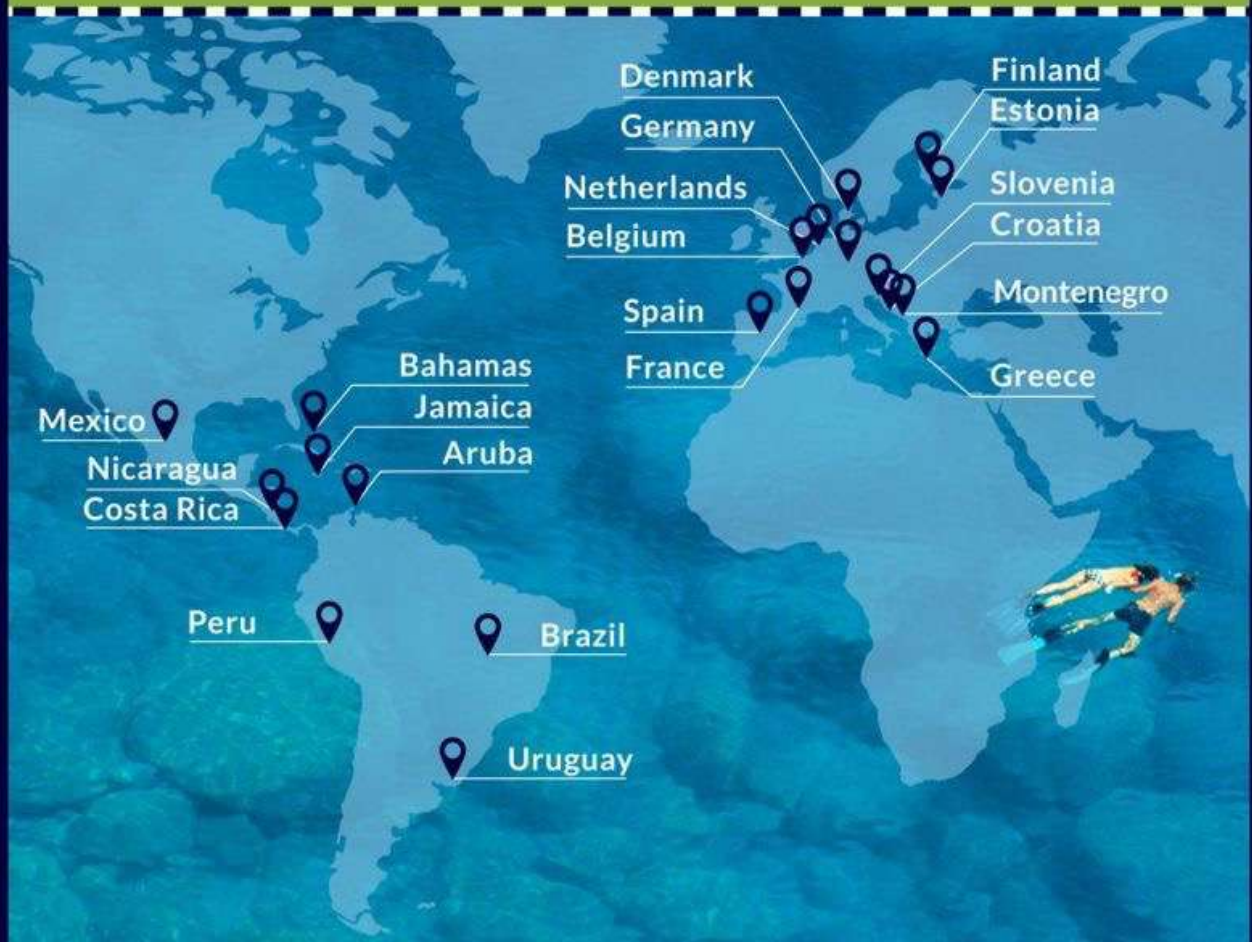 Denmark
Germany
Netherlands
Belgium
Spain
France
Finland
Estonia
Slovenia
Croatia
Montenegro
Greece
Bahamas
Jamaica
Aruba
Mexico
Nicaragua
Costa Rica
Peru
Brazil
Uruguay